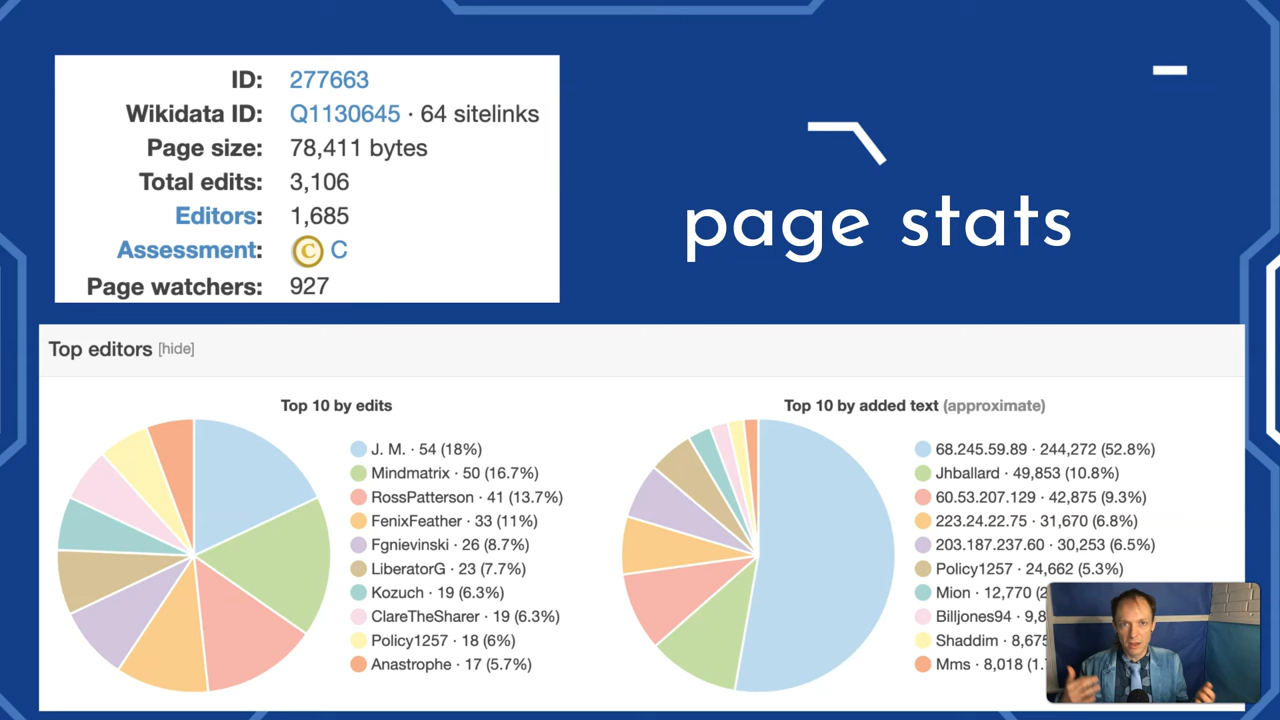 ID: 277663
Wikidata ID: Q1130645 · 64 sitelinks
Page size: 78,411 bytes
Total edits: 3,106
Editors: 1,685
Assessment: C C
Page watchers: 927
page stats
Top editors [hide]
Top 10 by edits
J. M. · 54 (18%)
Mindmatrix · 50 (16.7%)
RossPatterson · 41 (13.7%)
FenixFeather · 33 (11%)
Fgnievinski · 26 (8.7%)
LiberatorG · 23 (7.7%)
Kozuch · 19 (6.3%)
ClareTheSharer · 19 (6.3%)
Policy1257 · 18 (6%)
Anastrophe · 17 (5.7%)
Top 10 by added text (approximate)
68.245.59.89 · 244,272 (52.8%)
Jhballard · 49,853 (10.8%)
60.53.207.129 · 42,875 (9.3%)
223.24.22.75 · 31,670 (6.8%)
203.187.237.60 · 30,253 (6.5%)
Policy1257 · 24,662 (5.3%)
Mion · 12,770
Billjones94 ·
Shaddim · 8,675
Mms · 8,018